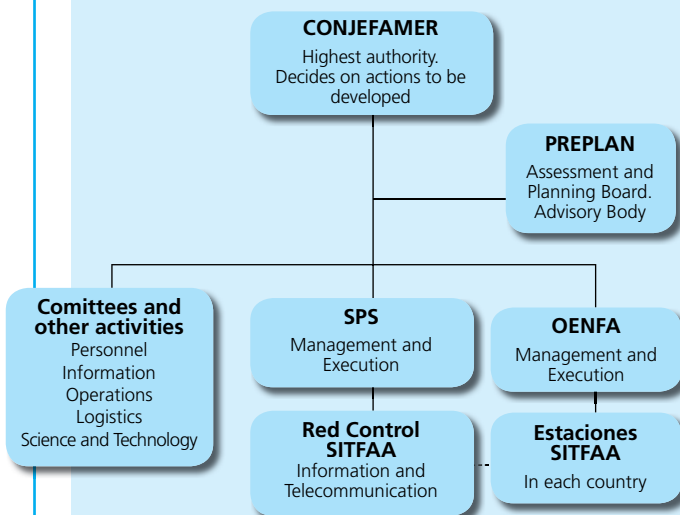 CONJEFAMER
Highest authority.
Decides on actions to be
developed
PREPLAN
Assessment and
Planning Board.
Advisory Body
Comittees and
other activities
Personnel
Information
Operations
Logistics
Science and Technology
SPS
Management and
Execution
OENFA
Management and
Execution
Red Control
SITFAA
Information and
Telecommunication
Estaciones
SITFAA
In each country